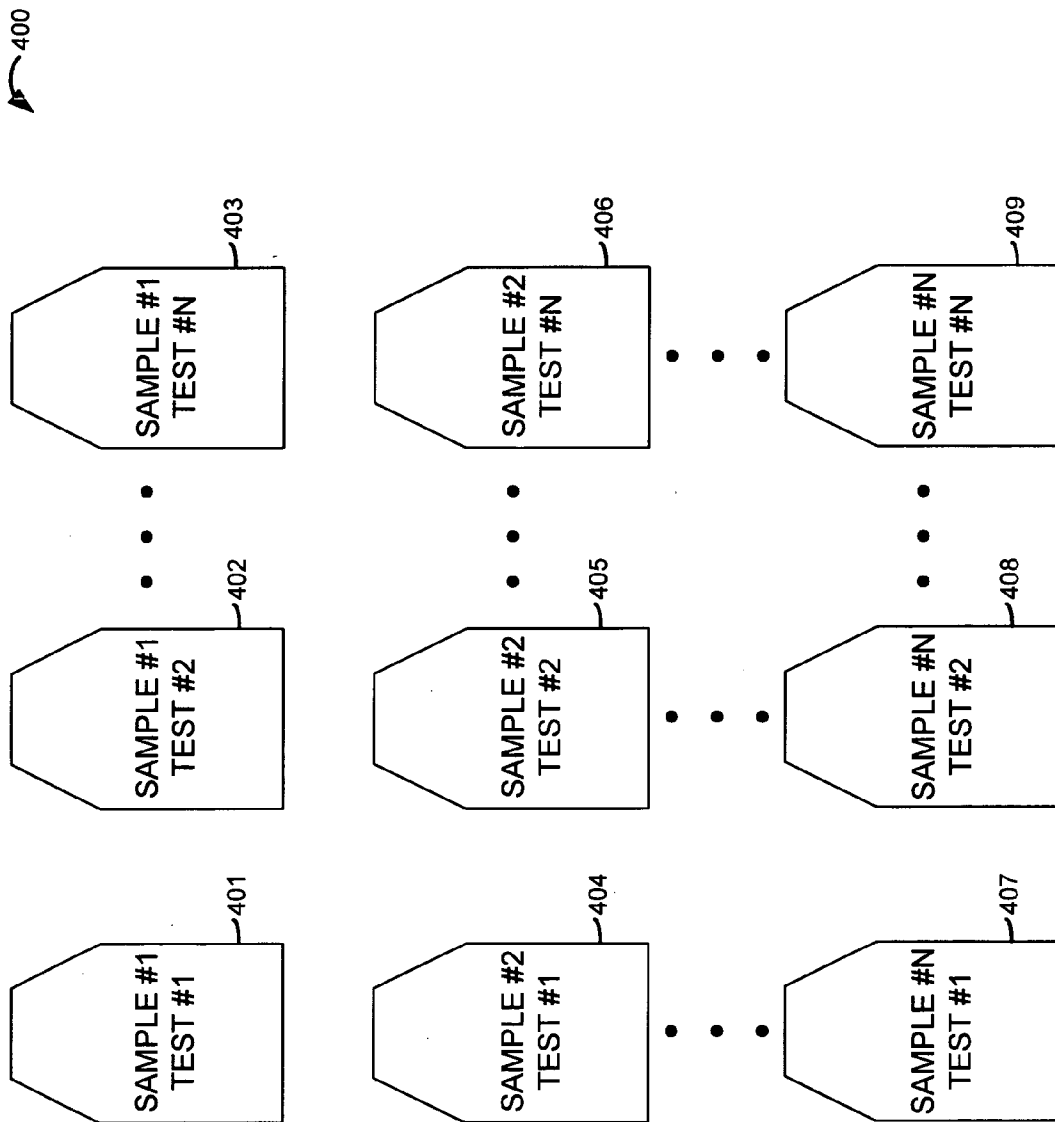 400
SAMPLE #1
TEST #1
401
SAMPLE #1
TEST #2
402
SAMPLE #1
TEST #N
403
SAMPLE #2
TEST #1
404
SAMPLE #2
TEST #2
405
SAMPLE #2
TEST #N
406
SAMPLE #N
TEST #1
407
SAMPLE #N
TEST #2
408
SAMPLE #N
TEST #N
409